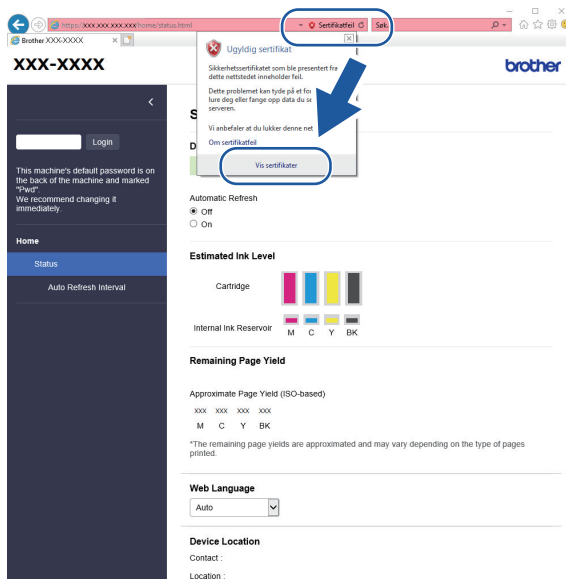 https://xxx.xxx.xxx.xxx/home/status.html
Sertifikatfeil
Søk
Brother XXX-XXXX
XXX-XXXX
brother
Ugyldig sertifikat
Sikkerhetssertifikatet som ble presentert fra
dette nettstedet inneholder feil.
Dette problemet kan tyde på et for
lure deg eller fange opp data du se
serveren.
Vi anbefaler at du lukker denne net
Om sertifikatfeil
Vis sertifikater
Login
This machine's default password is on
the back of the machine and marked
"Pwd".
We recommend changing it
immediately.
Home
Status
Auto Refresh Interval
S
D
Automatic Refresh
Off
On
Estimated Ink Level
Cartridge
Internal Ink Reservoir
M C Y BK
Remaining Page Yield
Approximate Page Yield (ISO-based)
xxx xxx xxx xxx
M C Y BK
*The remaining page yields are approximated and may vary depending on the type of pages
printed.
Web Language
Auto
Device Location
Contact :
Location :